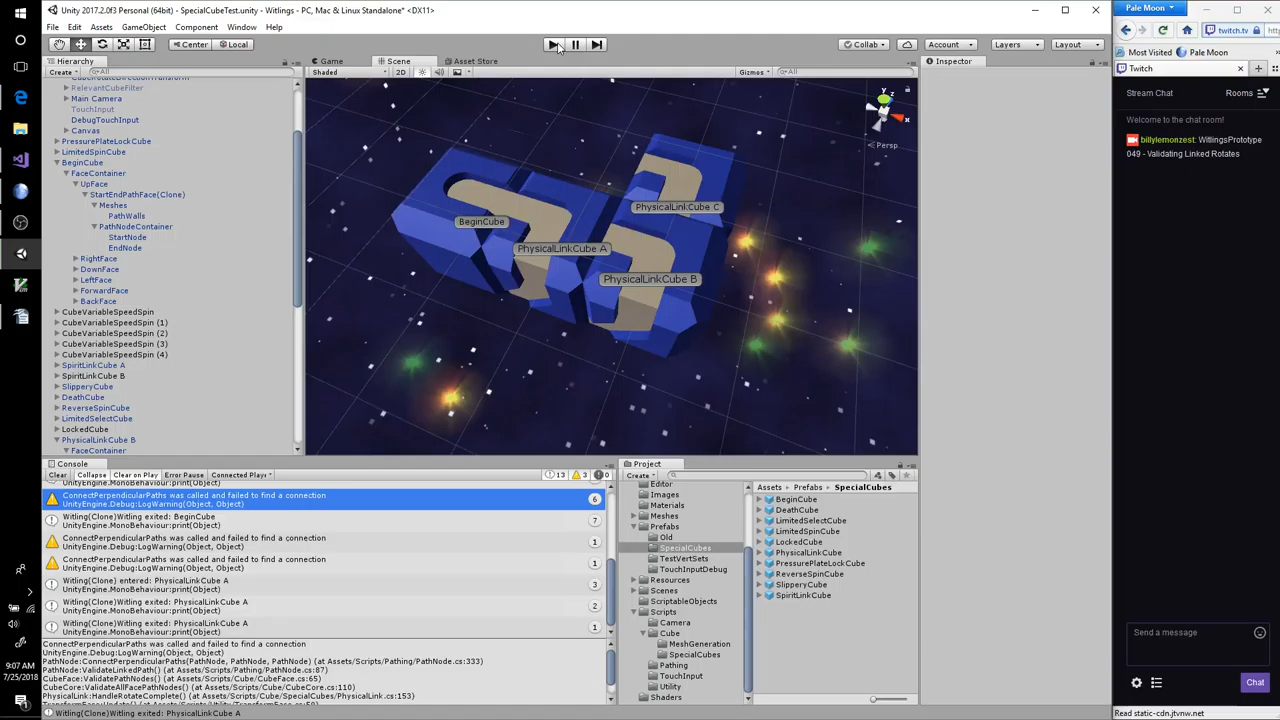 Unity 2017.2.0f3 Personal (64bit) - SpecialCubeTest.unity - Witlings - PC, Mac & Linux Standalone* <DX11>
File Edit Assets GameObject Component Window Help
Center Local
Collab Account Layers Layout
Hierarchy
Create All
CubeRotateDirectionTransform
RelevantCubeFilter
Main Camera
TouchInput
DebugTouchInput
Canvas
PressurePlateLockCube
LimitedSpinCube
BeginCube
FaceContainer
UpFace
StartEndPathFace(Clone)
Meshes
PathWalls
PathNodeContainer
StartNode
EndNode
RightFace
DownFace
LeftFace
ForwardFace
BackFace
CubeVariableSpeedSpin
CubeVariableSpeedSpin (1)
CubeVariableSpeedSpin (2)
CubeVariableSpeedSpin (3)
CubeVariableSpeedSpin (4)
SpiritLinkCube A
SpiritLinkCube B
SlipperyCube
DeathCube
ReverseSpinCube
LimitedSelectCube
LockedCube
PhysicalLinkCube B
FaceContainer
Game Scene Asset Store
Shaded 2D Gizmos All
y z
x
Persp
PhysicalLinkCube C
BeginCube
PhysicalLinkCube A
PhysicalLinkCube B
Inspector
Console
Clear Collapse Clear on Play Error Pause Connected Playe 13 3 0
UnityEngine.MonoBehaviour:print(Object)
ConnectPerpendicularPaths was called and failed to find a connection 6
UnityEngine.Debug:LogWarning(Object, Object)
Witling(Clone)Witling exited: BeginCube 7
UnityEngine.MonoBehaviour:print(Object)
ConnectPerpendicularPaths was called and failed to find a connection 1
UnityEngine.Debug:LogWarning(Object, Object)
ConnectPerpendicularPaths was called and failed to find a connection 1
UnityEngine.Debug:LogWarning(Object, Object)
Witling(Clone) entered: PhysicalLinkCube A 3
UnityEngine.MonoBehaviour:print(Object)
Witling(Clone)Witling exited: PhysicalLinkCube A 2
UnityEngine.MonoBehaviour:print(Object)
Witling(Clone)Witling exited: PhysicalLinkCube A 1
UnityEngine.MonoBehaviour:print(Object)
ConnectPerpendicularPaths was called and failed to find a connection
UnityEngine.Debug:LogWarning(Object, Object)
PathNode:ConnectPerpendicularPaths(PathNode, PathNode) (at Assets/Scripts/Pathing/PathNode.cs:333)
PathNode:ValidateLinkedPath() (at Assets/Scripts/Pathing/PathNode.cs:87)
CubeFace:ValidatePathNodes() (at Assets/Scripts/Cube/CubeFace.cs:65)
CubeCore:ValidateAllFacePathNodes() (at Assets/Scripts/Cube/CubeCore.cs:110)
PhysicalLink:HandleRotateComplete() (at Assets/Scripts/Cube/SpecialCubes/PhysicalLink.cs:153)
Witling(Clone)Witling exited: PhysicalLinkCube A
Project
Create
Editor
Images
Materials
Meshes
Prefabs
Old
SpecialCubes
TestVertSets
TouchInputDebug
Resources
Scenes
ScriptableObjects
Scripts
Camera
Cube
MeshGeneration
SpecialCubes
Pathing
TouchInput
Utility
Shaders
Assets Prefabs SpecialCubes
BeginCube
DeathCube
LimitedSelectCube
LimitedSpinCube
LockedCube
PhysicalLinkCube
PressurePlateCube
ReverseSpinCube
SlipperyCube
SpiritLinkCube
Pale Moon
twitch.tv
Most Visited Pale Moon
Twitch
Stream Chat Rooms
Welcome to the chat room!
billylemonzest: WitlingsPrototype
049 - Validating Linked Rotates
Send a message
Chat
Read static-cdn.jtvnw.net
9:07 AM
7/25/2018